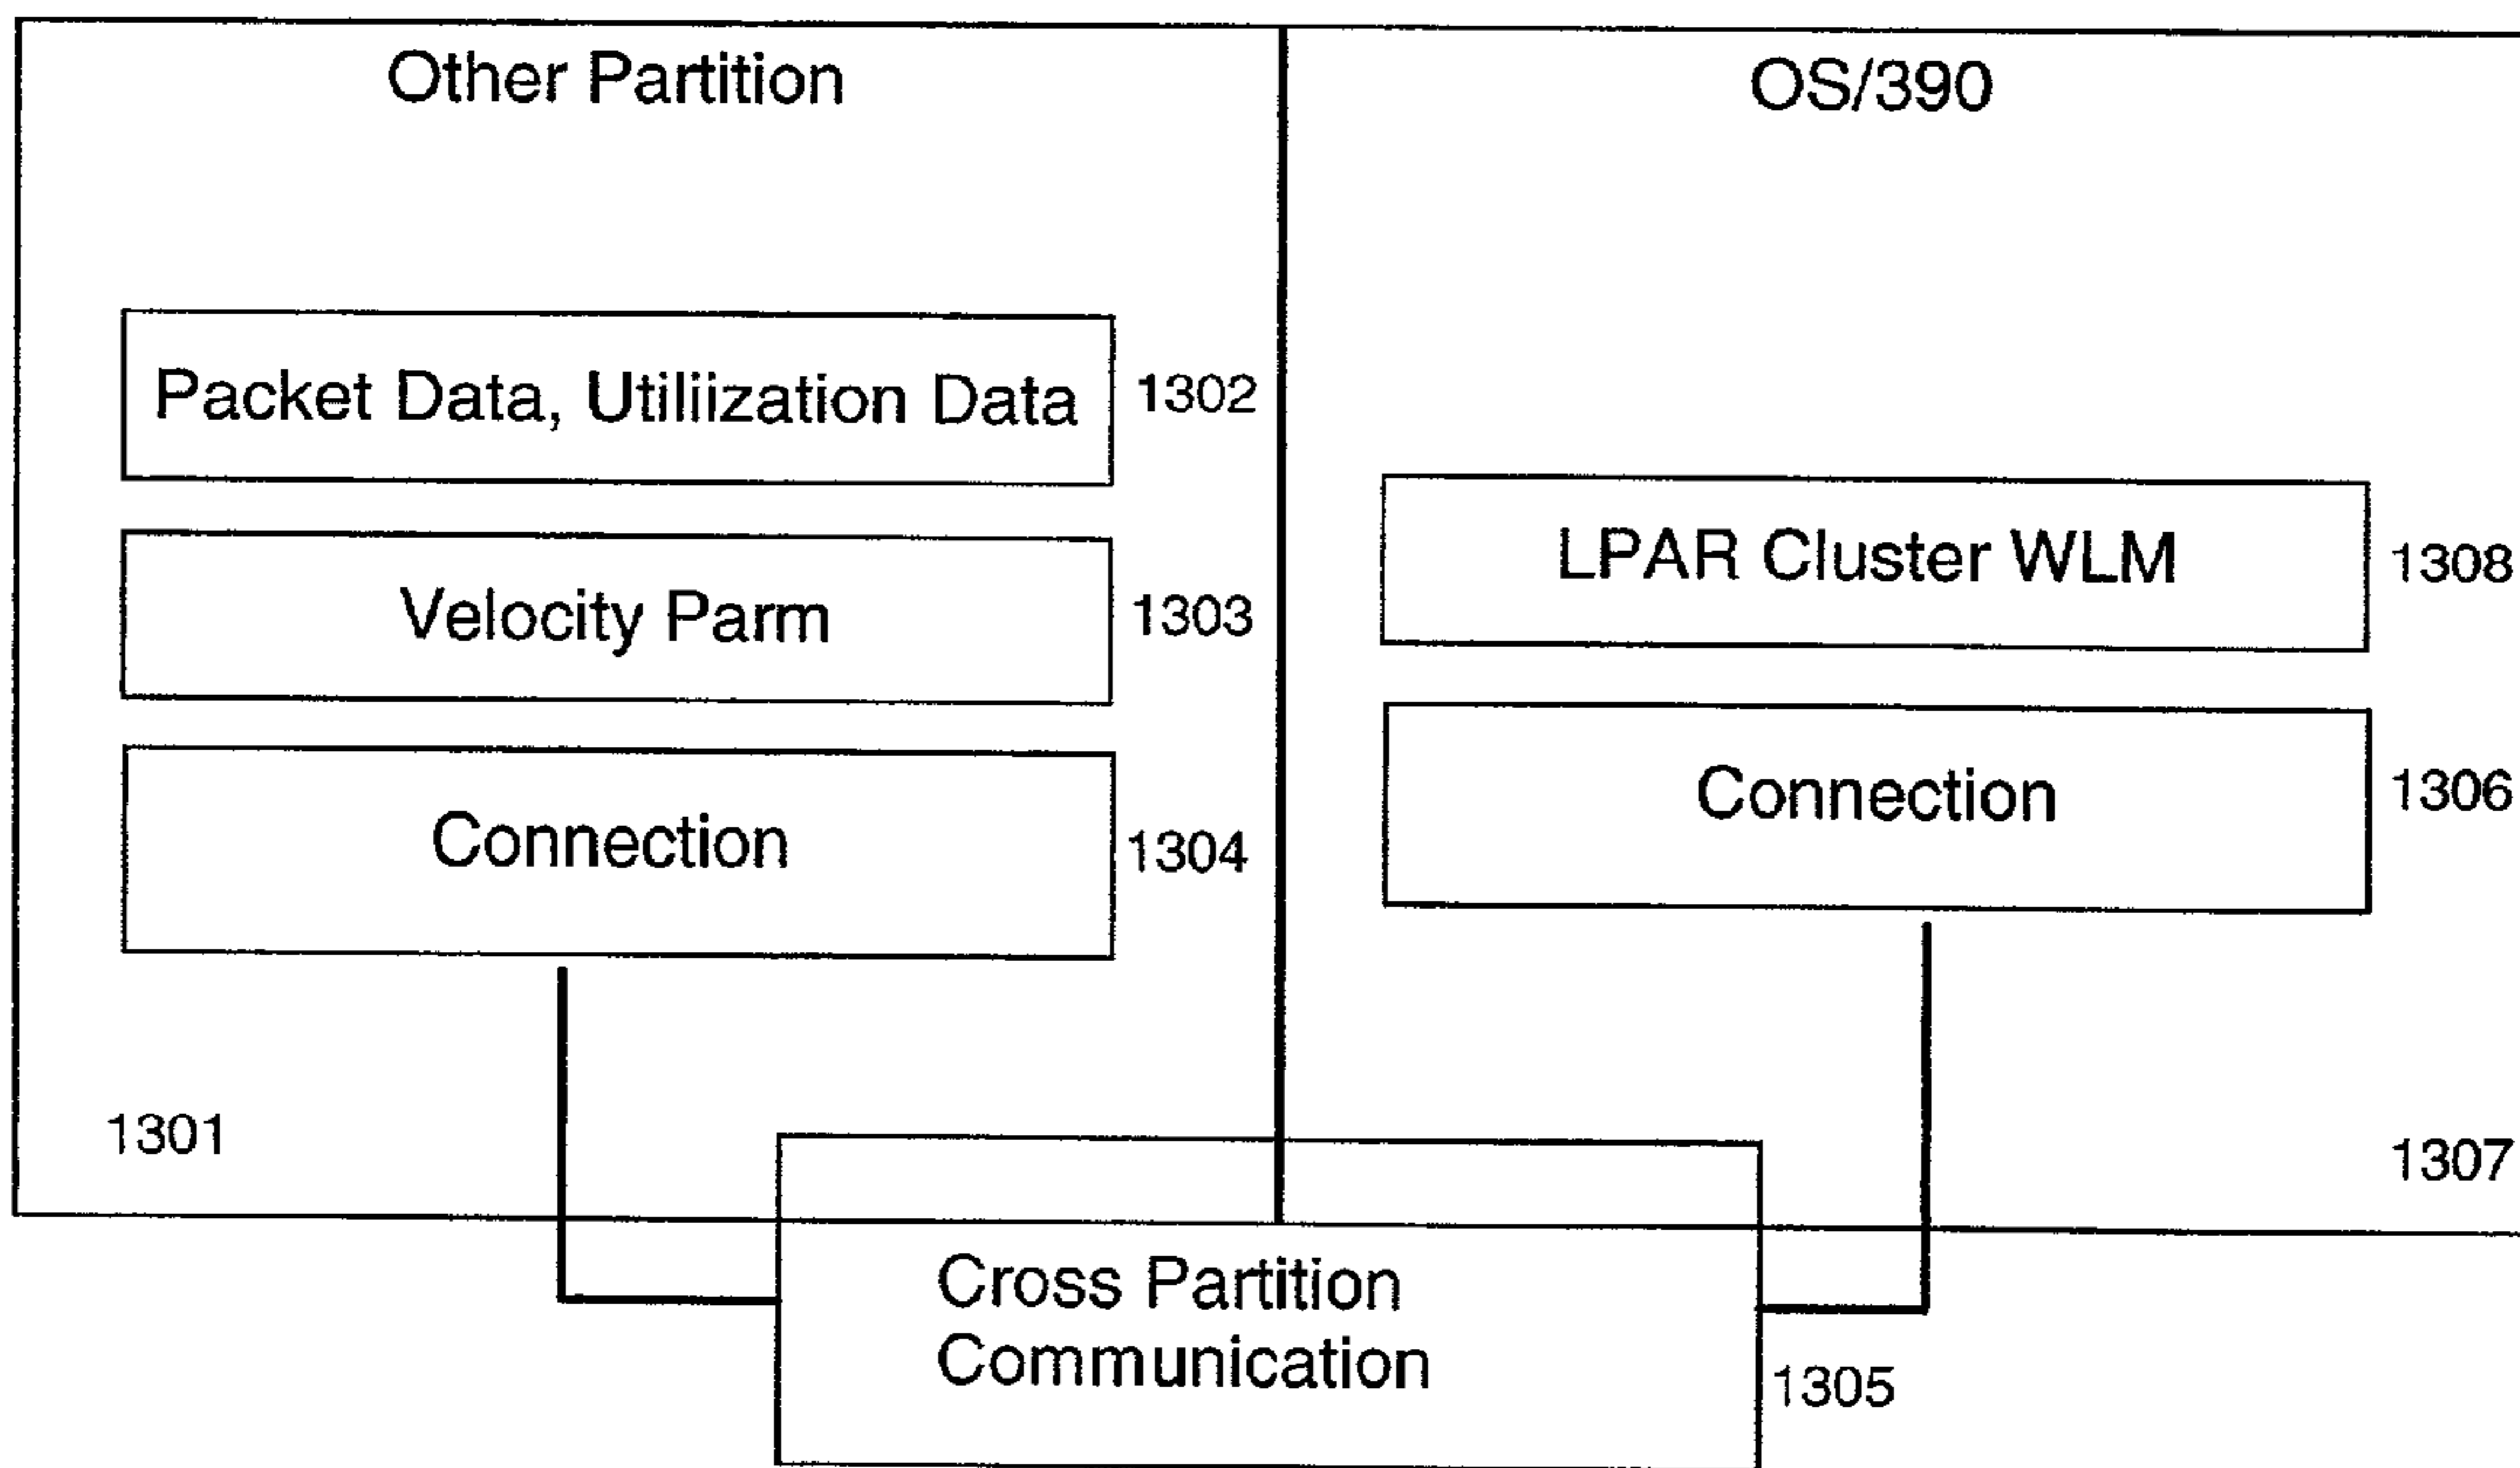 Other Partition
Packet Data, Utiliization Data
1302
Velocity Parm
1303
Connection
1304
1301
OS/390
LPAR Cluster WLM
1308
Connection
1306
1307
Cross Partition
Communication
1305